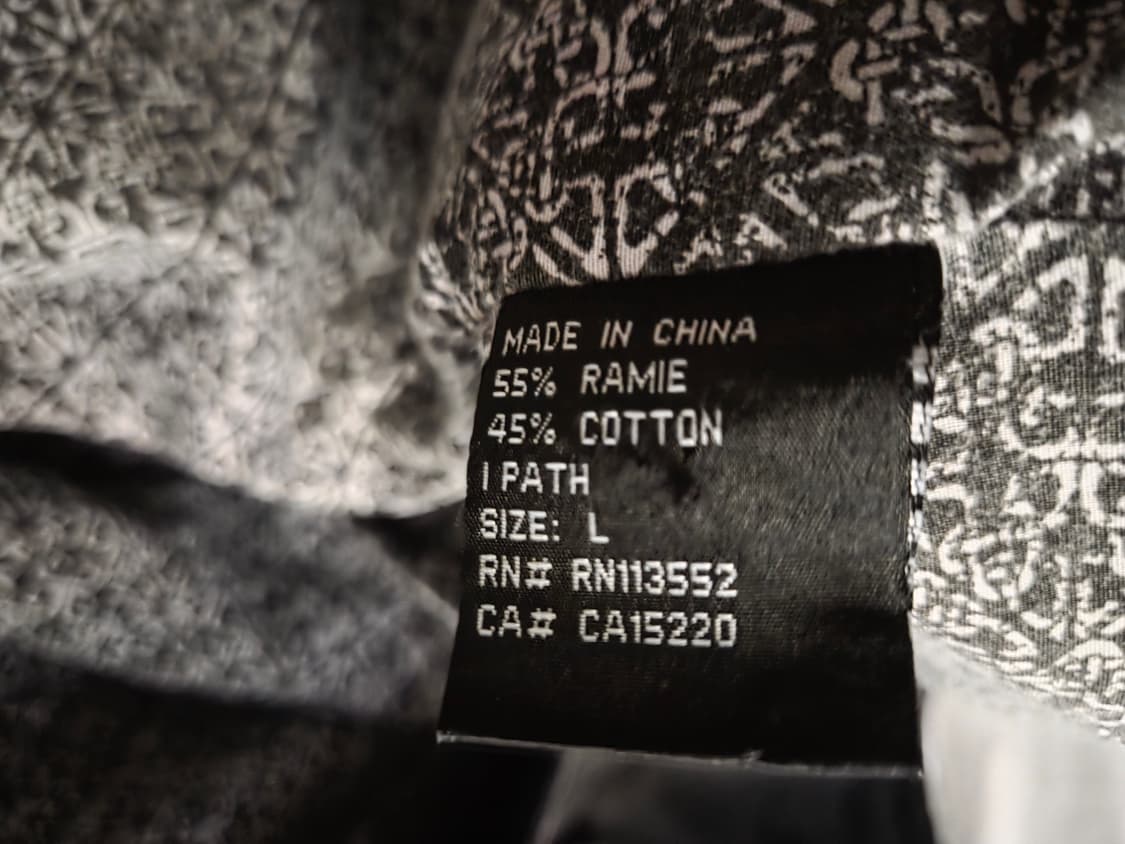 MADE IN CHINA
55% RAMIE
45% COTTON
I PATH
SIZE: L
RN# RN113552
CA# CA15220